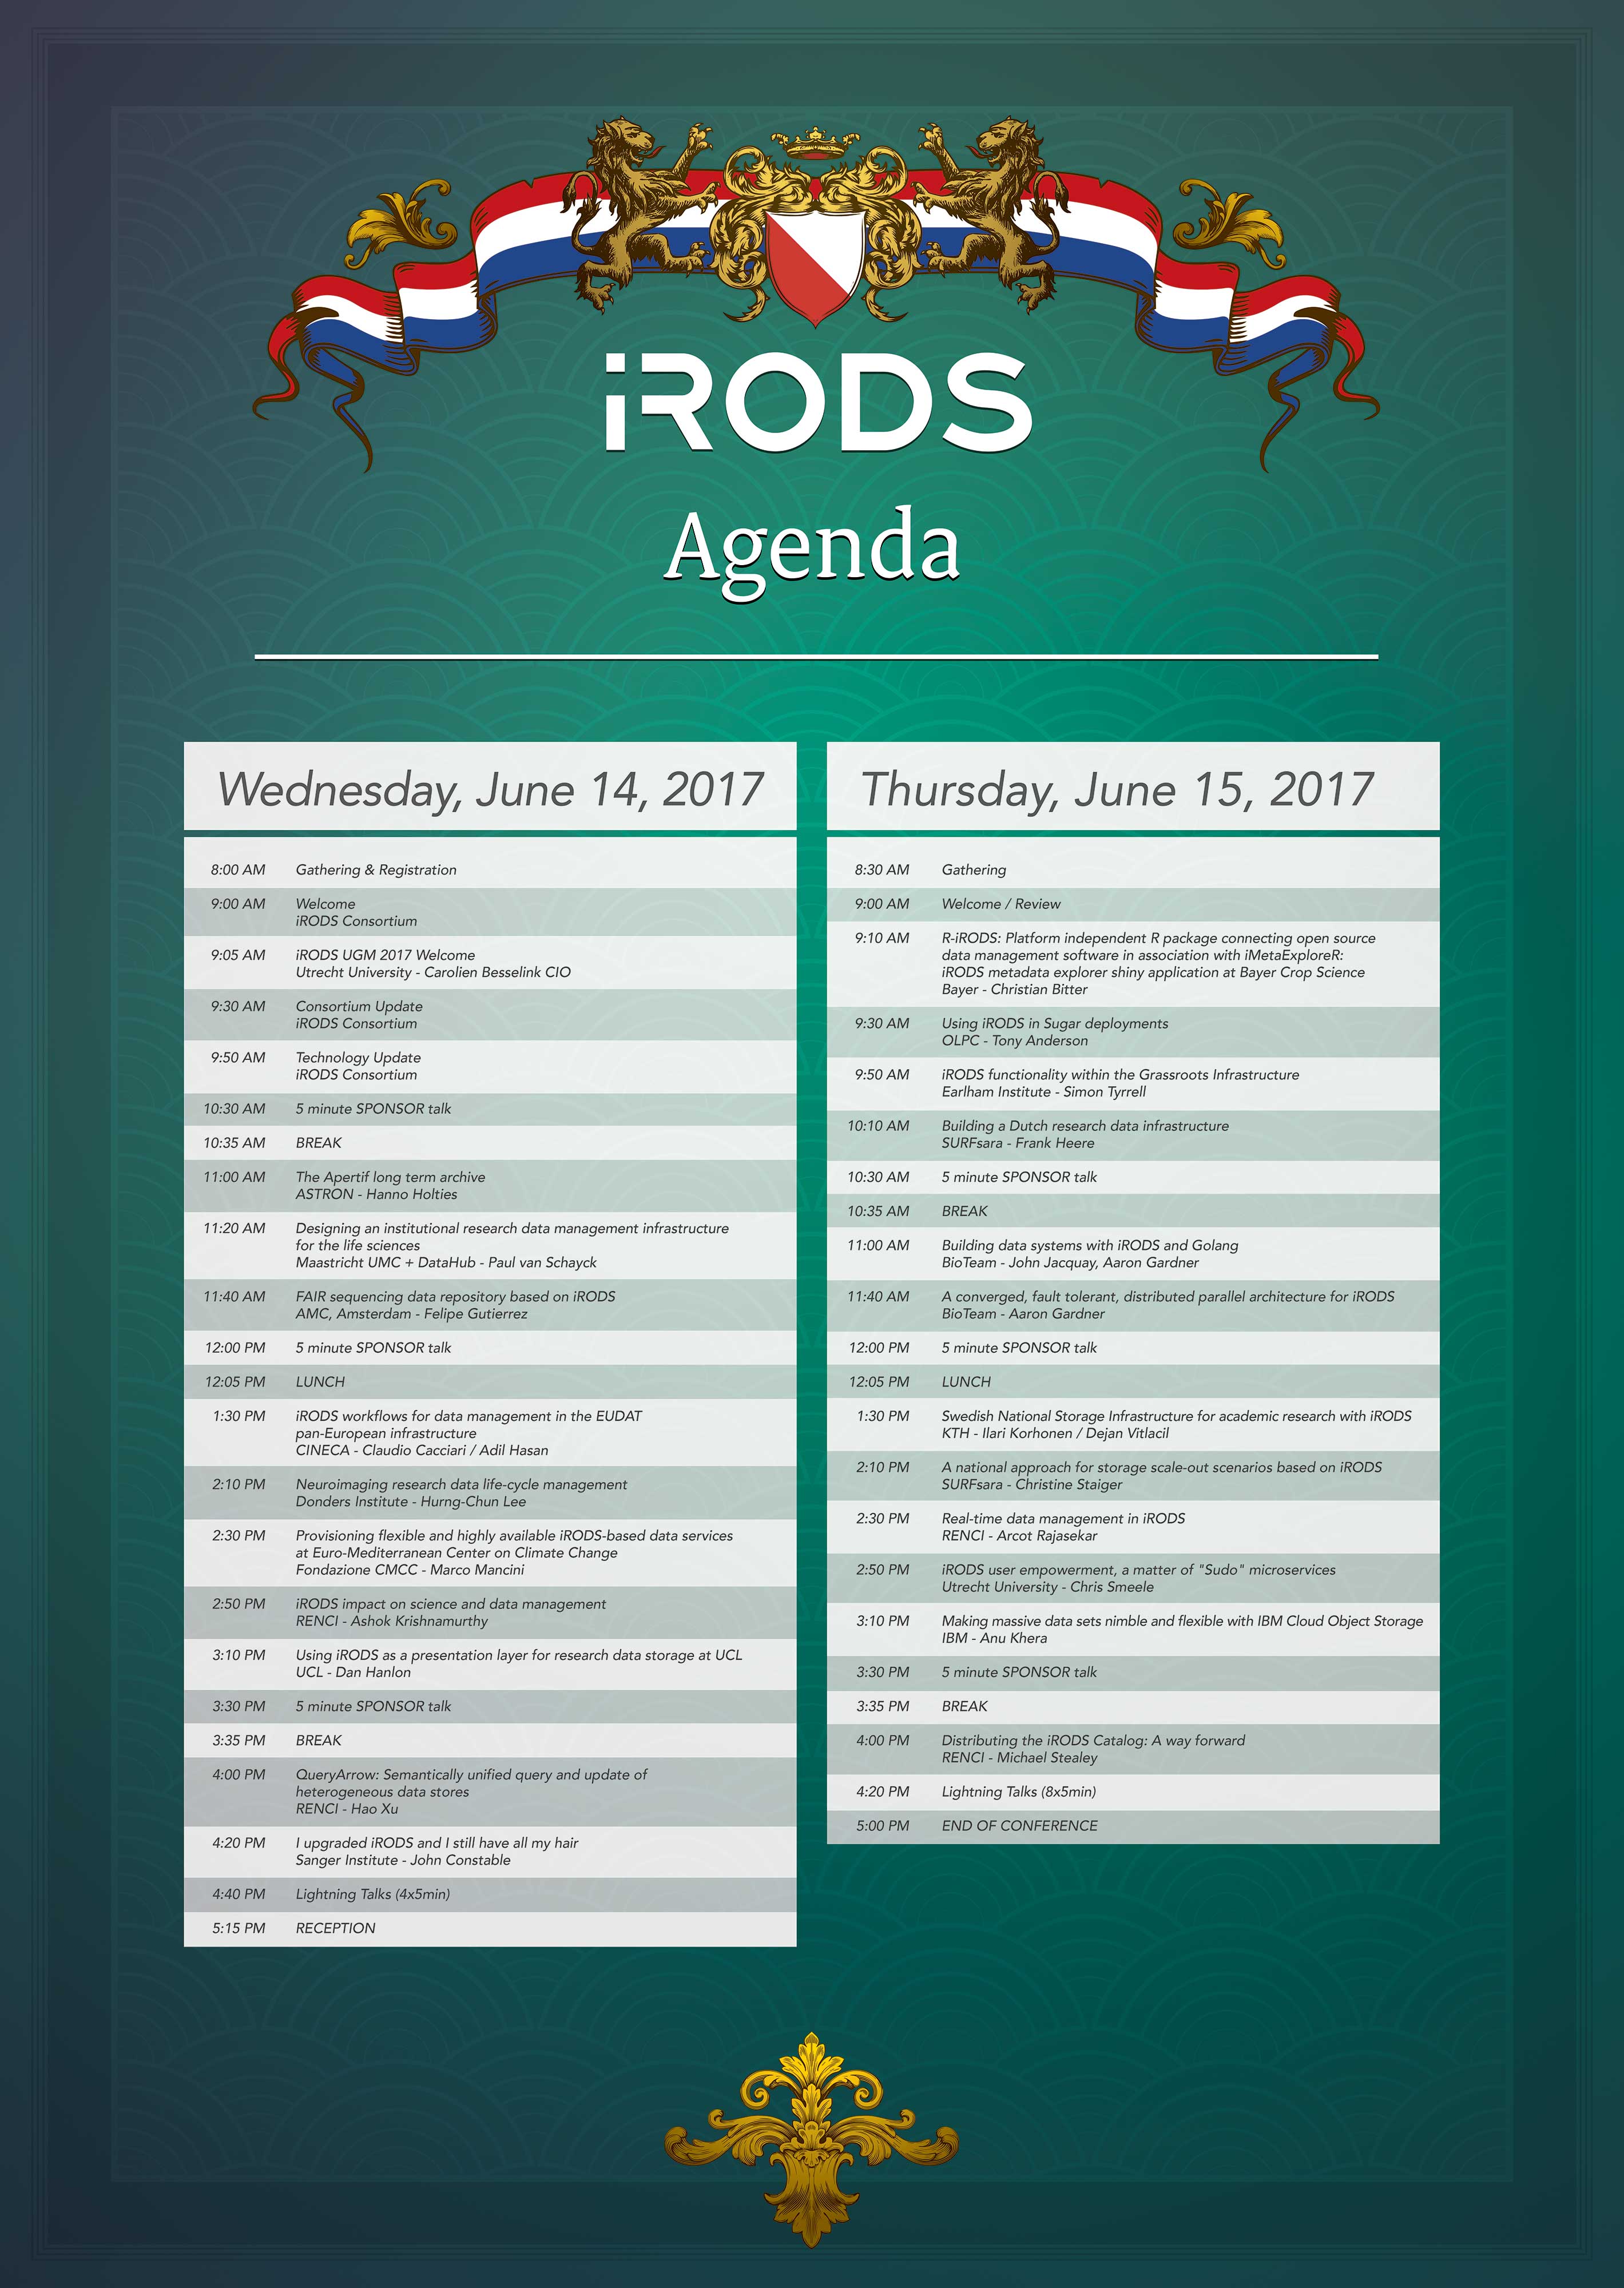 iRODS
Agenda
Wednesday, June 14, 2017
8:00 AM Gathering & Registration
9:00 AM Welcome
iRODS Consortium
9:05 AM iRODS UGM 2017 Welcome
Utrecht University - Carolien Besselink CIO
9:30 AM Consortium Update
iRODS Consortium
9:50 AM Technology Update
iRODS Consortium
10:30 AM 5 minute SPONSOR talk
10:35 AM BREAK
11:00 AM The Apertif long term archive
ASTRON - Hanno Holties
11:20 AM Designing an institutional research data management infrastructure
for the life sciences
Maastricht UMC + DataHub - Paul van Schayck
11:40 AM FAIR sequencing data repository based on iRODS
AMC, Amsterdam - Felipe Gutierrez
12:00 PM 5 minute SPONSOR talk
12:05 PM LUNCH
1:30 PM iRODS workflows for data management in the EUDAT
pan-European infrastructure
CINECA - Claudio Cacciari / Adil Hasan
2:10 PM Neuroimaging research data life-cycle management
Donders Institute - Hurng-Chun Lee
2:30 PM Provisioning flexible and highly available iRODS-based data services
at Euro-Mediterranean Center on Climate Change
Fondazione CMCC - Marco Mancini
2:50 PM iRODS impact on science and data management
RENCI - Ashok Krishnamurthy
3:10 PM Using iRODS as a presentation layer for research data storage at UCL
UCL - Dan Hanlon
3:30 PM 5 minute SPONSOR talk
3:35 PM BREAK
4:00 PM QueryArrow: Semantically unified query and update of
heterogeneous data stores
RENCI - Hao Xu
4:20 PM I upgraded iRODS and I still have all my hair
Sanger Institute - John Constable
4:40 PM Lightning Talks (4x5min)
5:15 PM RECEPTION
Thursday, June 15, 2017
8:30 AM Gathering
9:00 AM Welcome / Review
9:10 AM R-iRODS: Platform independent R package connecting open source
data management software in association with iMetaExploreR:
iRODS metadata explorer shiny application at Bayer Crop Science
Bayer - Christian Bitter
9:30 AM Using iRODS in Sugar deployments
OLPC - Tony Anderson
9:50 AM iRODS functionality within the Grassroots Infrastructure
Earlham Institute - Simon Tyrrell
10:10 AM Building a Dutch research data infrastructure
SURFsara - Frank Heere
10:30 AM 5 minute SPONSOR talk
10:35 AM BREAK
11:00 AM Building data systems with iRODS and Golang
BioTeam - John Jacquay, Aaron Gardner
11:40 AM A converged, fault tolerant, distributed parallel architecture for iRODS
BioTeam - Aaron Gardner
12:00 PM 5 minute SPONSOR talk
12:05 PM LUNCH
1:30 PM Swedish National Storage Infrastructure for academic research with iRODS
KTH - Ilari Korhonen / Dejan Vitlacil
2:10 PM A national approach for storage scale-out scenarios based on iRODS
SURFsara - Christine Staiger
2:30 PM Real-time data management in iRODS
RENCI - Arcot Rajasekar
2:50 PM iRODS user empowerment, a matter of "Sudo" microservices
Utrecht University - Chris Smeele
3:10 PM Making massive data sets nimble and flexible with IBM Cloud Object Storage
IBM - Anu Khera
3:30 PM 5 minute SPONSOR talk
3:35 PM BREAK
4:00 PM Distributing the iRODS Catalog: A way forward
RENCI - Michael Stealey
4:20 PM Lightning Talks (8x5min)
5:00 PM END OF CONFERENCE